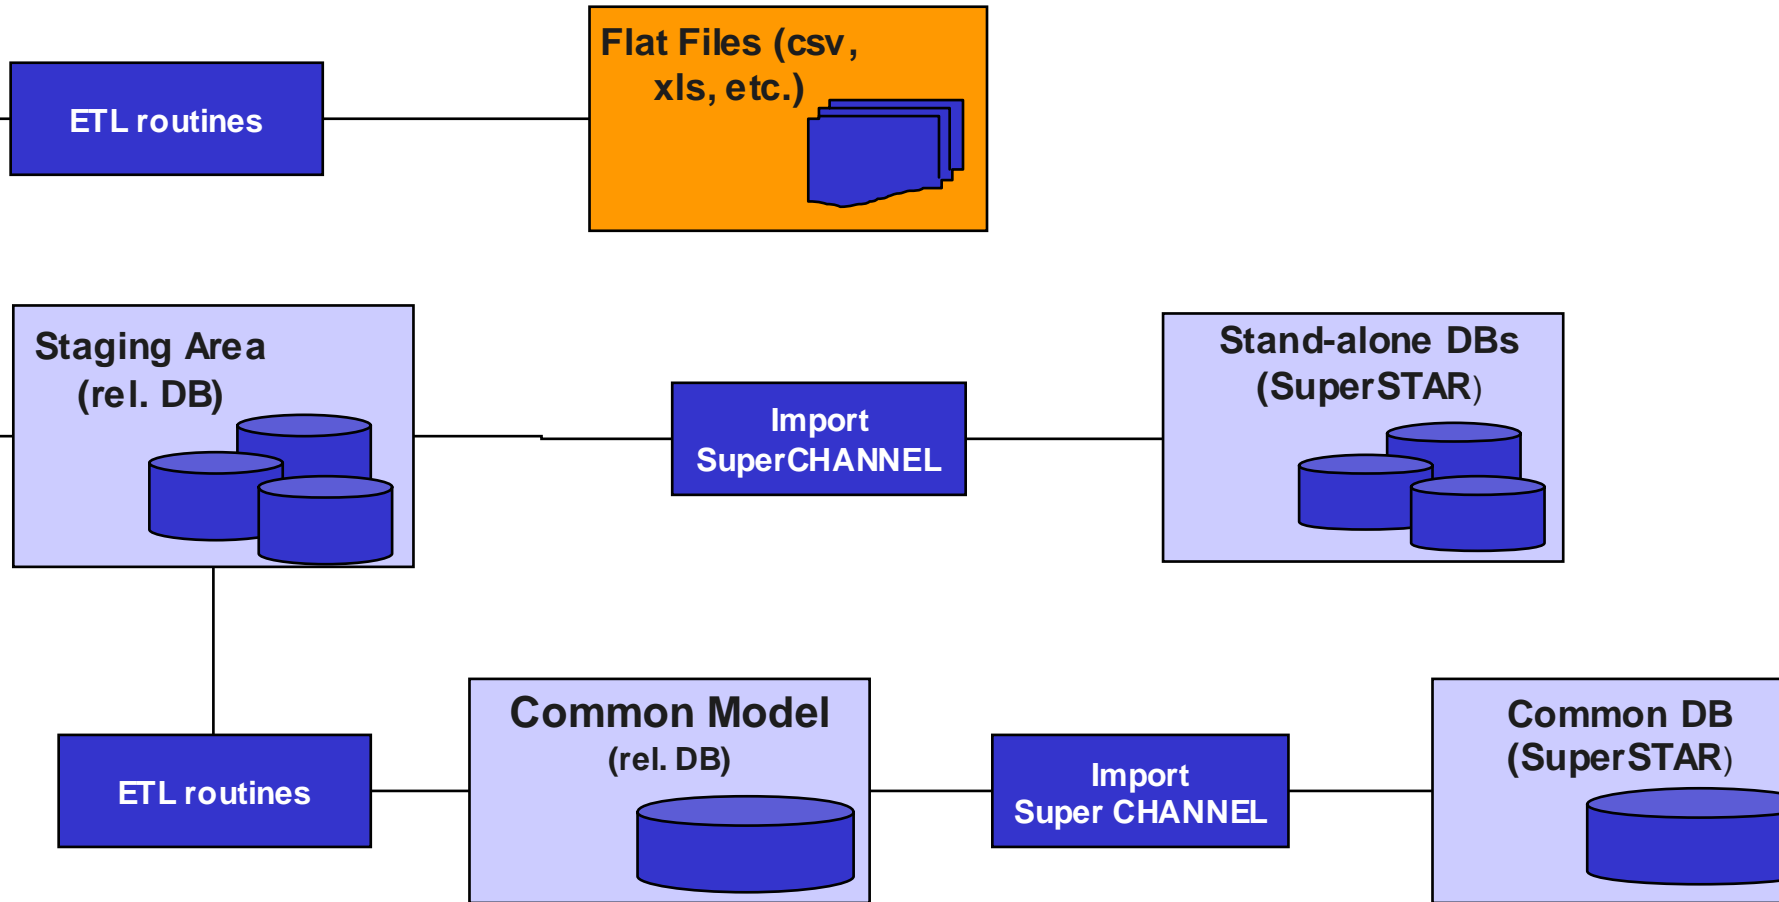 Flat Files (csv,
xls, etc.)
ETL routines
Staging Area
(rel. DB)
Import
SuperCHANNEL
Stand-alone DBs
(SuperSTAR)
ETL routines
Common Model
(rel. DB)
Import
Super CHANNEL
Common DB
(SuperSTAR)